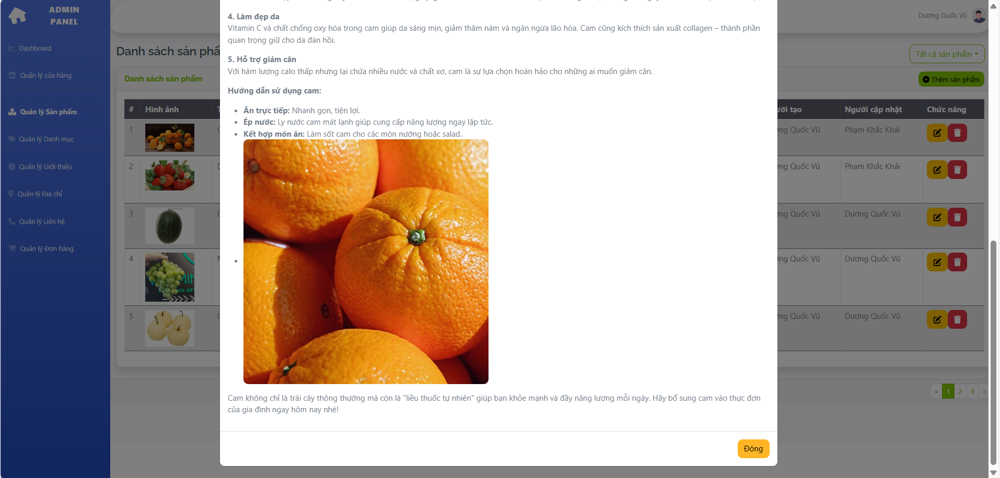 ADMIN
PANEL
Dashboard
Quản lý cửa hàng
Quản lý Sản phẩm
Quản lý Danh mục
Quản lý Giới thiệu
Quản lý Địa chỉ
Quản lý Liên hệ
Quản lý Đơn hàng
Dương Quốc Vũ
Danh sách sản
Tất cả sản phẩm
Danh sách sản phẩm
Thêm sản phẩm
# Hình ảnh
tạo Người cập nhật Chức năng
1
Quốc Vũ Phạm Khắc Khải
2
Quốc Vũ Phạm Khắc Khải
3
Quốc Vũ Dương Quốc Vũ
4
Quốc Vũ Dương Quốc Vũ
5
Quốc Vũ Dương Quốc Vũ
« 1 2 3 »
4. Làm đẹp da
Vitamin C và chất chống oxy hóa trong cam giúp da sáng mịn, giảm thâm nám và ngăn ngừa lão hóa. Cam cũng kích thích sản xuất collagen – thành phần
quan trọng giữ cho da đàn hồi.
5. Hỗ trợ giảm cân
Với hàm lượng calo thấp nhưng lại chứa nhiều nước và chất xơ, cam là sự lựa chọn hoàn hảo cho những ai muốn giảm cân.
Hướng dẫn sử dụng cam:
• Ăn trực tiếp: Nhanh gọn, tiện lợi.
• Ép nước: Ly nước cam mát lạnh giúp cung cấp năng lượng ngay lập tức.
• Kết hợp món ăn: Làm sốt cam cho các món nướng hoặc salad.
•
Cam không chỉ là trái cây thông thường mà còn là "liều thuốc tự nhiên" giúp bạn khỏe mạnh và đầy năng lượng mỗi ngày. Hãy bổ sung cam vào thực đơn
của gia đình ngay hôm nay nhé!
Đóng